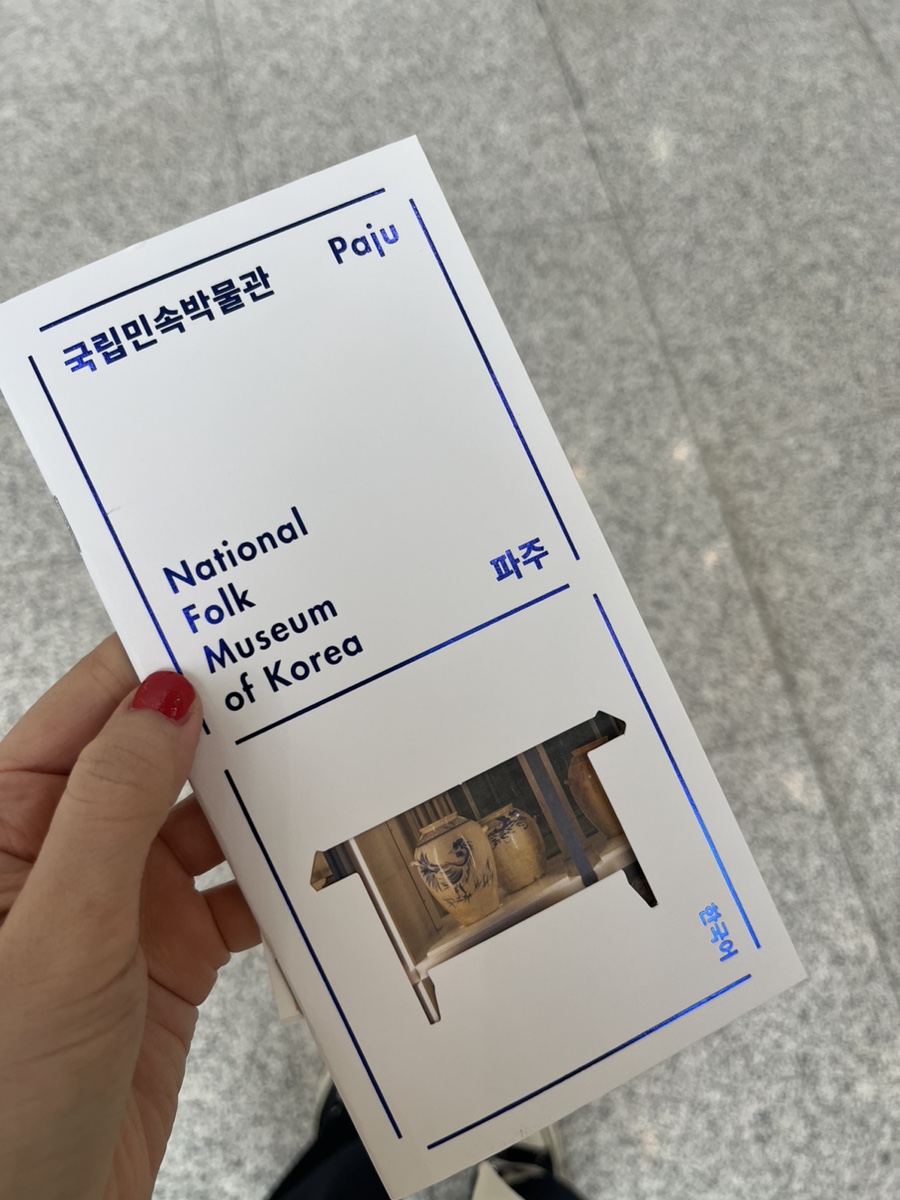 국립민속박물관
Paju
National
Folk
Museum
of Korea
파주
한국어